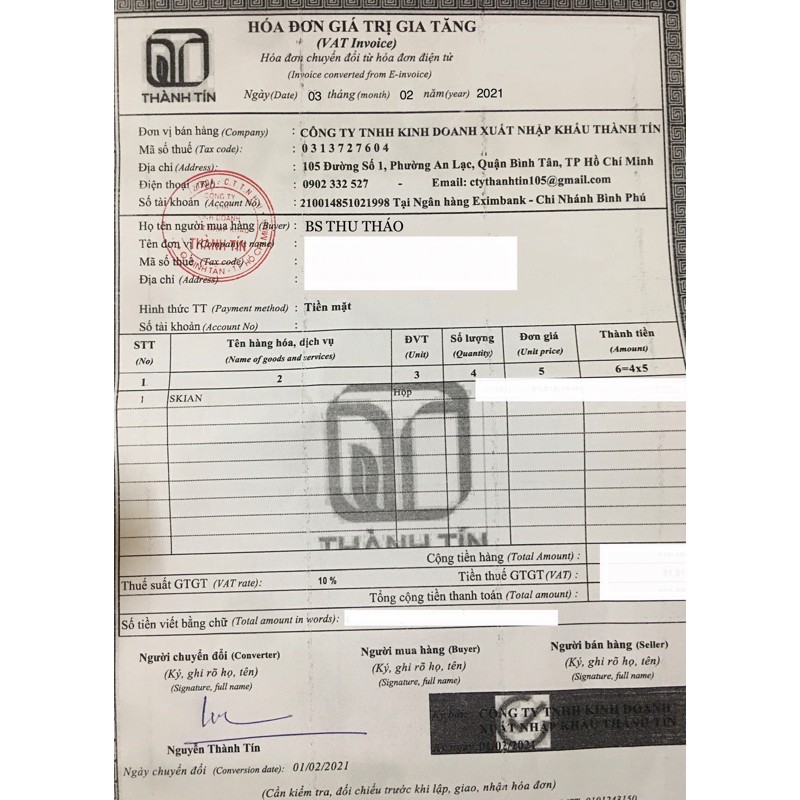 HÓA ĐƠN GIÁ TRỊ GIA TĂNG
(VAT Invoice)
Hóa đơn chuyển đổi từ hóa đơn điện tử
(Invoice converted from E-invoice)
THÀNH TÍN
Ngày(Date) 03 tháng(month) 02 năm(year) 2021
Đơn vị bán hàng (Company) : CÔNG TY TNHH KINH DOANH XUẤT NHẬP KHẨU THÀNH TÍN
Mã số thuế (Tax code): : 0313727604
Địa chỉ (Address): : 105 Đường Số 1, Phường An Lạc, Quận Bình Tân, TP Hồ Chí Minh
Điện thoại : 0902 332 527 - Email: ctythanhtin105@gmail.com
Số tài khoản (Account No.) : 210014851021998 Tại Ngân hàng Eximbank - Chi Nhánh Bình Phú
Họ tên người mua hàng (Buyer) : BS THU THẢO
Tên đơn vị (Company name) :
Mã số thuế (Tax code) :
Địa chỉ (Address) :
CÔNG TY
THÀNH TÍN
Hình thức TT (Payment method) : Tiền mặt
Số tài khoản (Account No) :
STT Tên hàng hóa, dịch vụ ĐVT Số lượng Đơn giá Thành tiền
(No) (Name of goods and services) (Unit) (Quantity) (Unit price) (Amount)
1 2 3 4 5 6=4x5
1 SKIAN Hộp
THÀNH TÍN
Cộng tiền hàng (Total Amount) :
Thuế suất GTGT (VAT rate): 10 % Tiền thuế GTGT (VAT) :
Tổng cộng tiền thanh toán (Total amount) :
Số tiền viết bằng chữ (Total amount in words):
Người chuyển đổi (Converter) Người mua hàng (Buyer) Người bán hàng (Seller)
(Ký, ghi rõ họ, tên) (Ký, ghi rõ họ, tên) (Ký, ghi rõ họ, tên)
(Signature, full name) (Signature, full name) (Signature, full name)
CÔNG TY TNHH KINH DOANH
XUẤT NHẬP KHẨU THÀNH TÍN
01/02/2021
Nguyễn Thành Tín
Ngày chuyển đổi (Conversion date): 01/02/2021
(Cần kiểm tra, đối chiếu trước khi lập, giao, nhận hóa đơn)